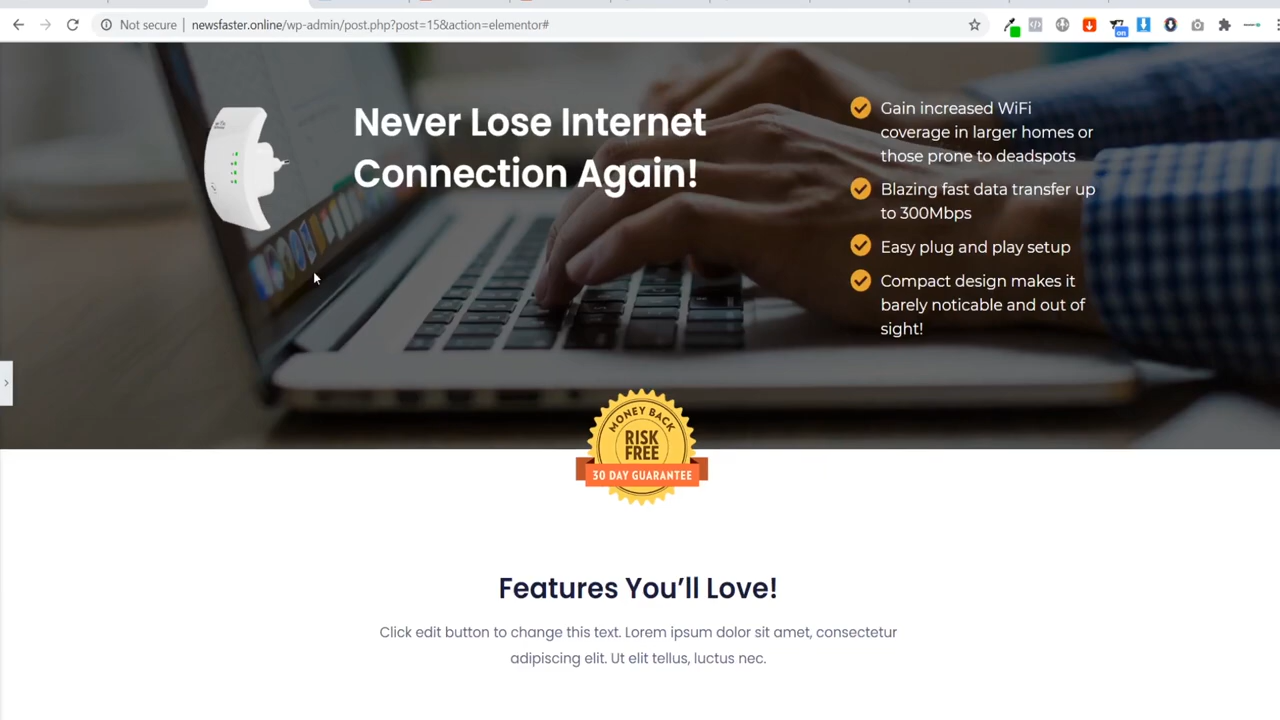 Not secure
newsfaster.online/wp-admin/post.php?post=15&action=elementor#
on
Never Lose Internet
Connection Again!
Gain increased WiFi
coverage in larger homes or
those prone to deadspots
Blazing fast data transfer up
to 300Mbps
Easy plug and play setup
Compact design makes it
barely noticable and out of
sight!
MONEY BACK
RISK
FREE
30 DAY GUARANTEE
Features You'll Love!
Click edit button to change this text. Lorem ipsum dolor sit amet, consectetur
adipiscing elit. Ut elit tellus, luctus nec.